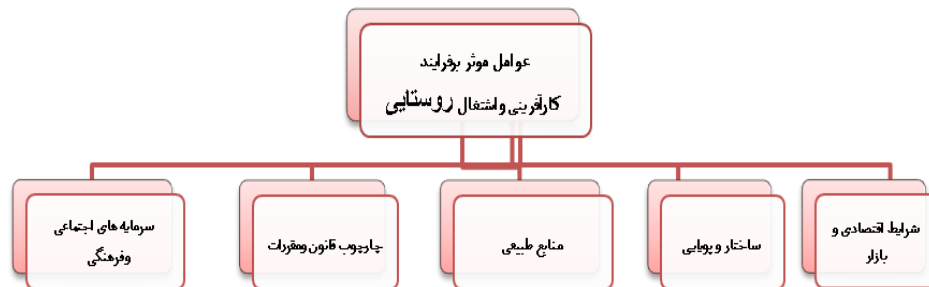 عوامل موثر برفرایند
کارآفرینی واشتغال روستایی
شرایط اقتصادی و
بازار
ساختار و پویایی
منابع طبیعی
چارچوب قانون ومقررات
سرمایه های اجتماعی
وفرهنگی